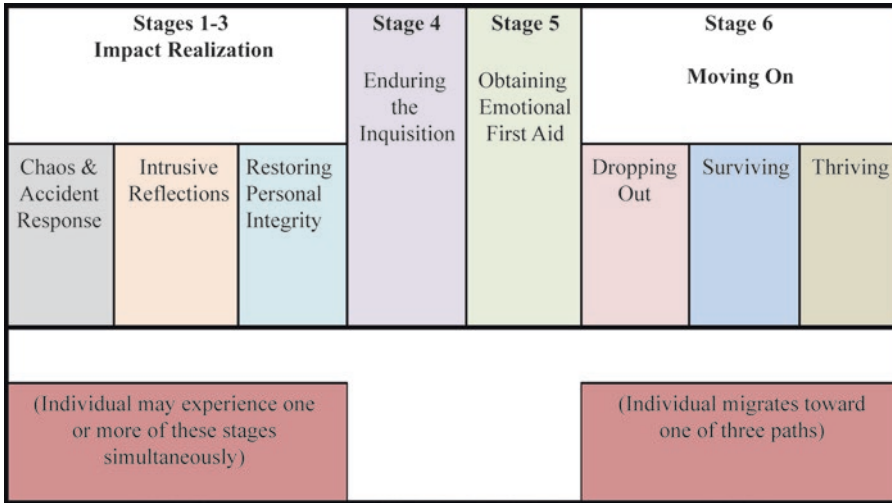 Stages 1-3
Impact Realization
Stage 4
Enduring
the
Inquisition
Stage 5
Obtaining
Emotional
First Aid
Stage 6
Moving On
Chaos &
Accident
Response
Intrusive
Reflections
Restoring
Personal
Integrity
Dropping
Out
Surviving
Thriving
(Individual may experience one
or more of these stages
simultaneously)
(Individual migrates toward
one of three paths)